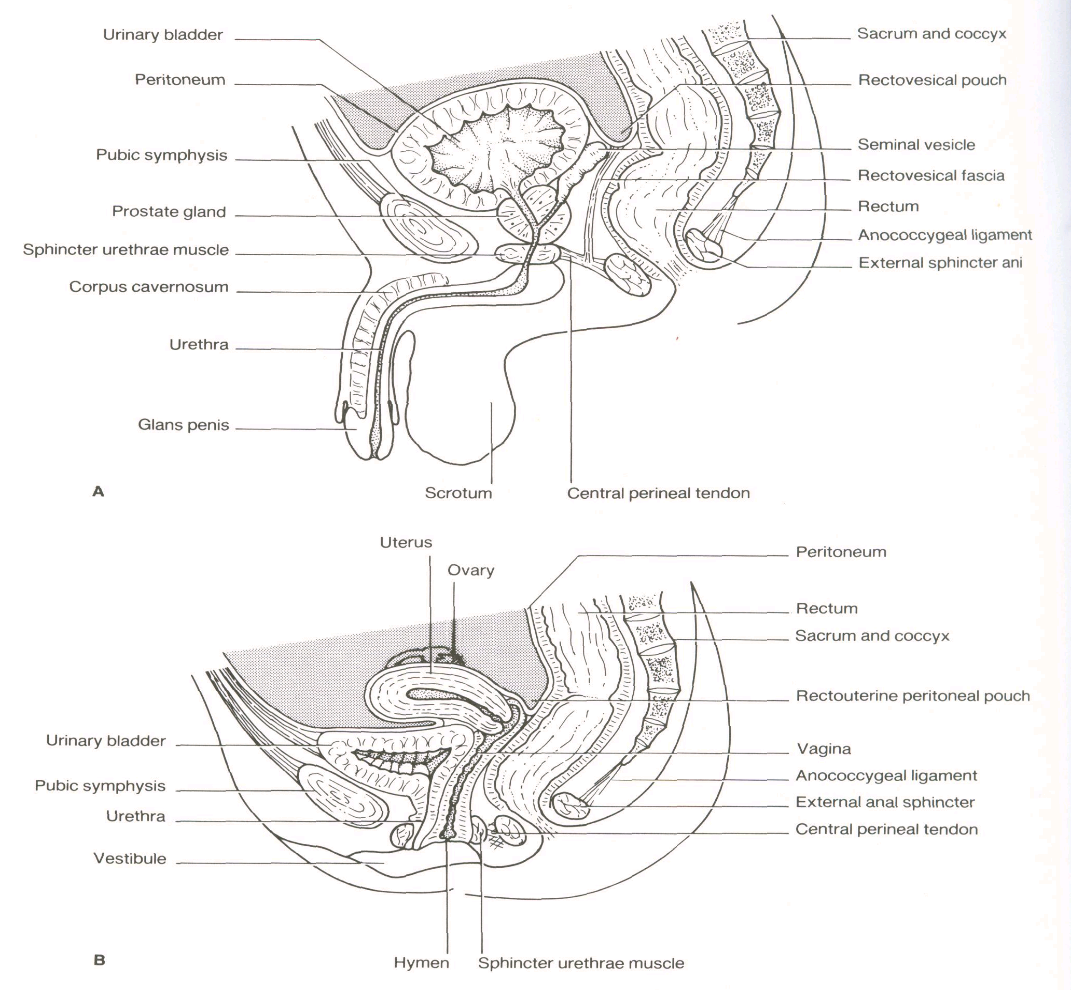 Urinary bladder
Peritoneum
Pubic symphysis
Prostate gland
Sphincter urethrae muscle
Corpus cavernosum
Urethra
Glans penis
Sacrum and coccyx
Rectovesical pouch
Seminal vesicle
Rectovesical fascia
Rectum
Anococcygeal ligament
External sphincter ani
A
Scrotum
Central perineal tendon
Uterus
Ovary
Urinary bladder
Pubic symphysis
Urethra
Vestibule
Peritoneum
Rectum
Sacrum and coccyx
Rectouterine peritoneal pouch
Vagina
Anococcygeal ligament
External anal sphincter
Central perineal tendon
B
Hymen
Sphincter urethrae muscle